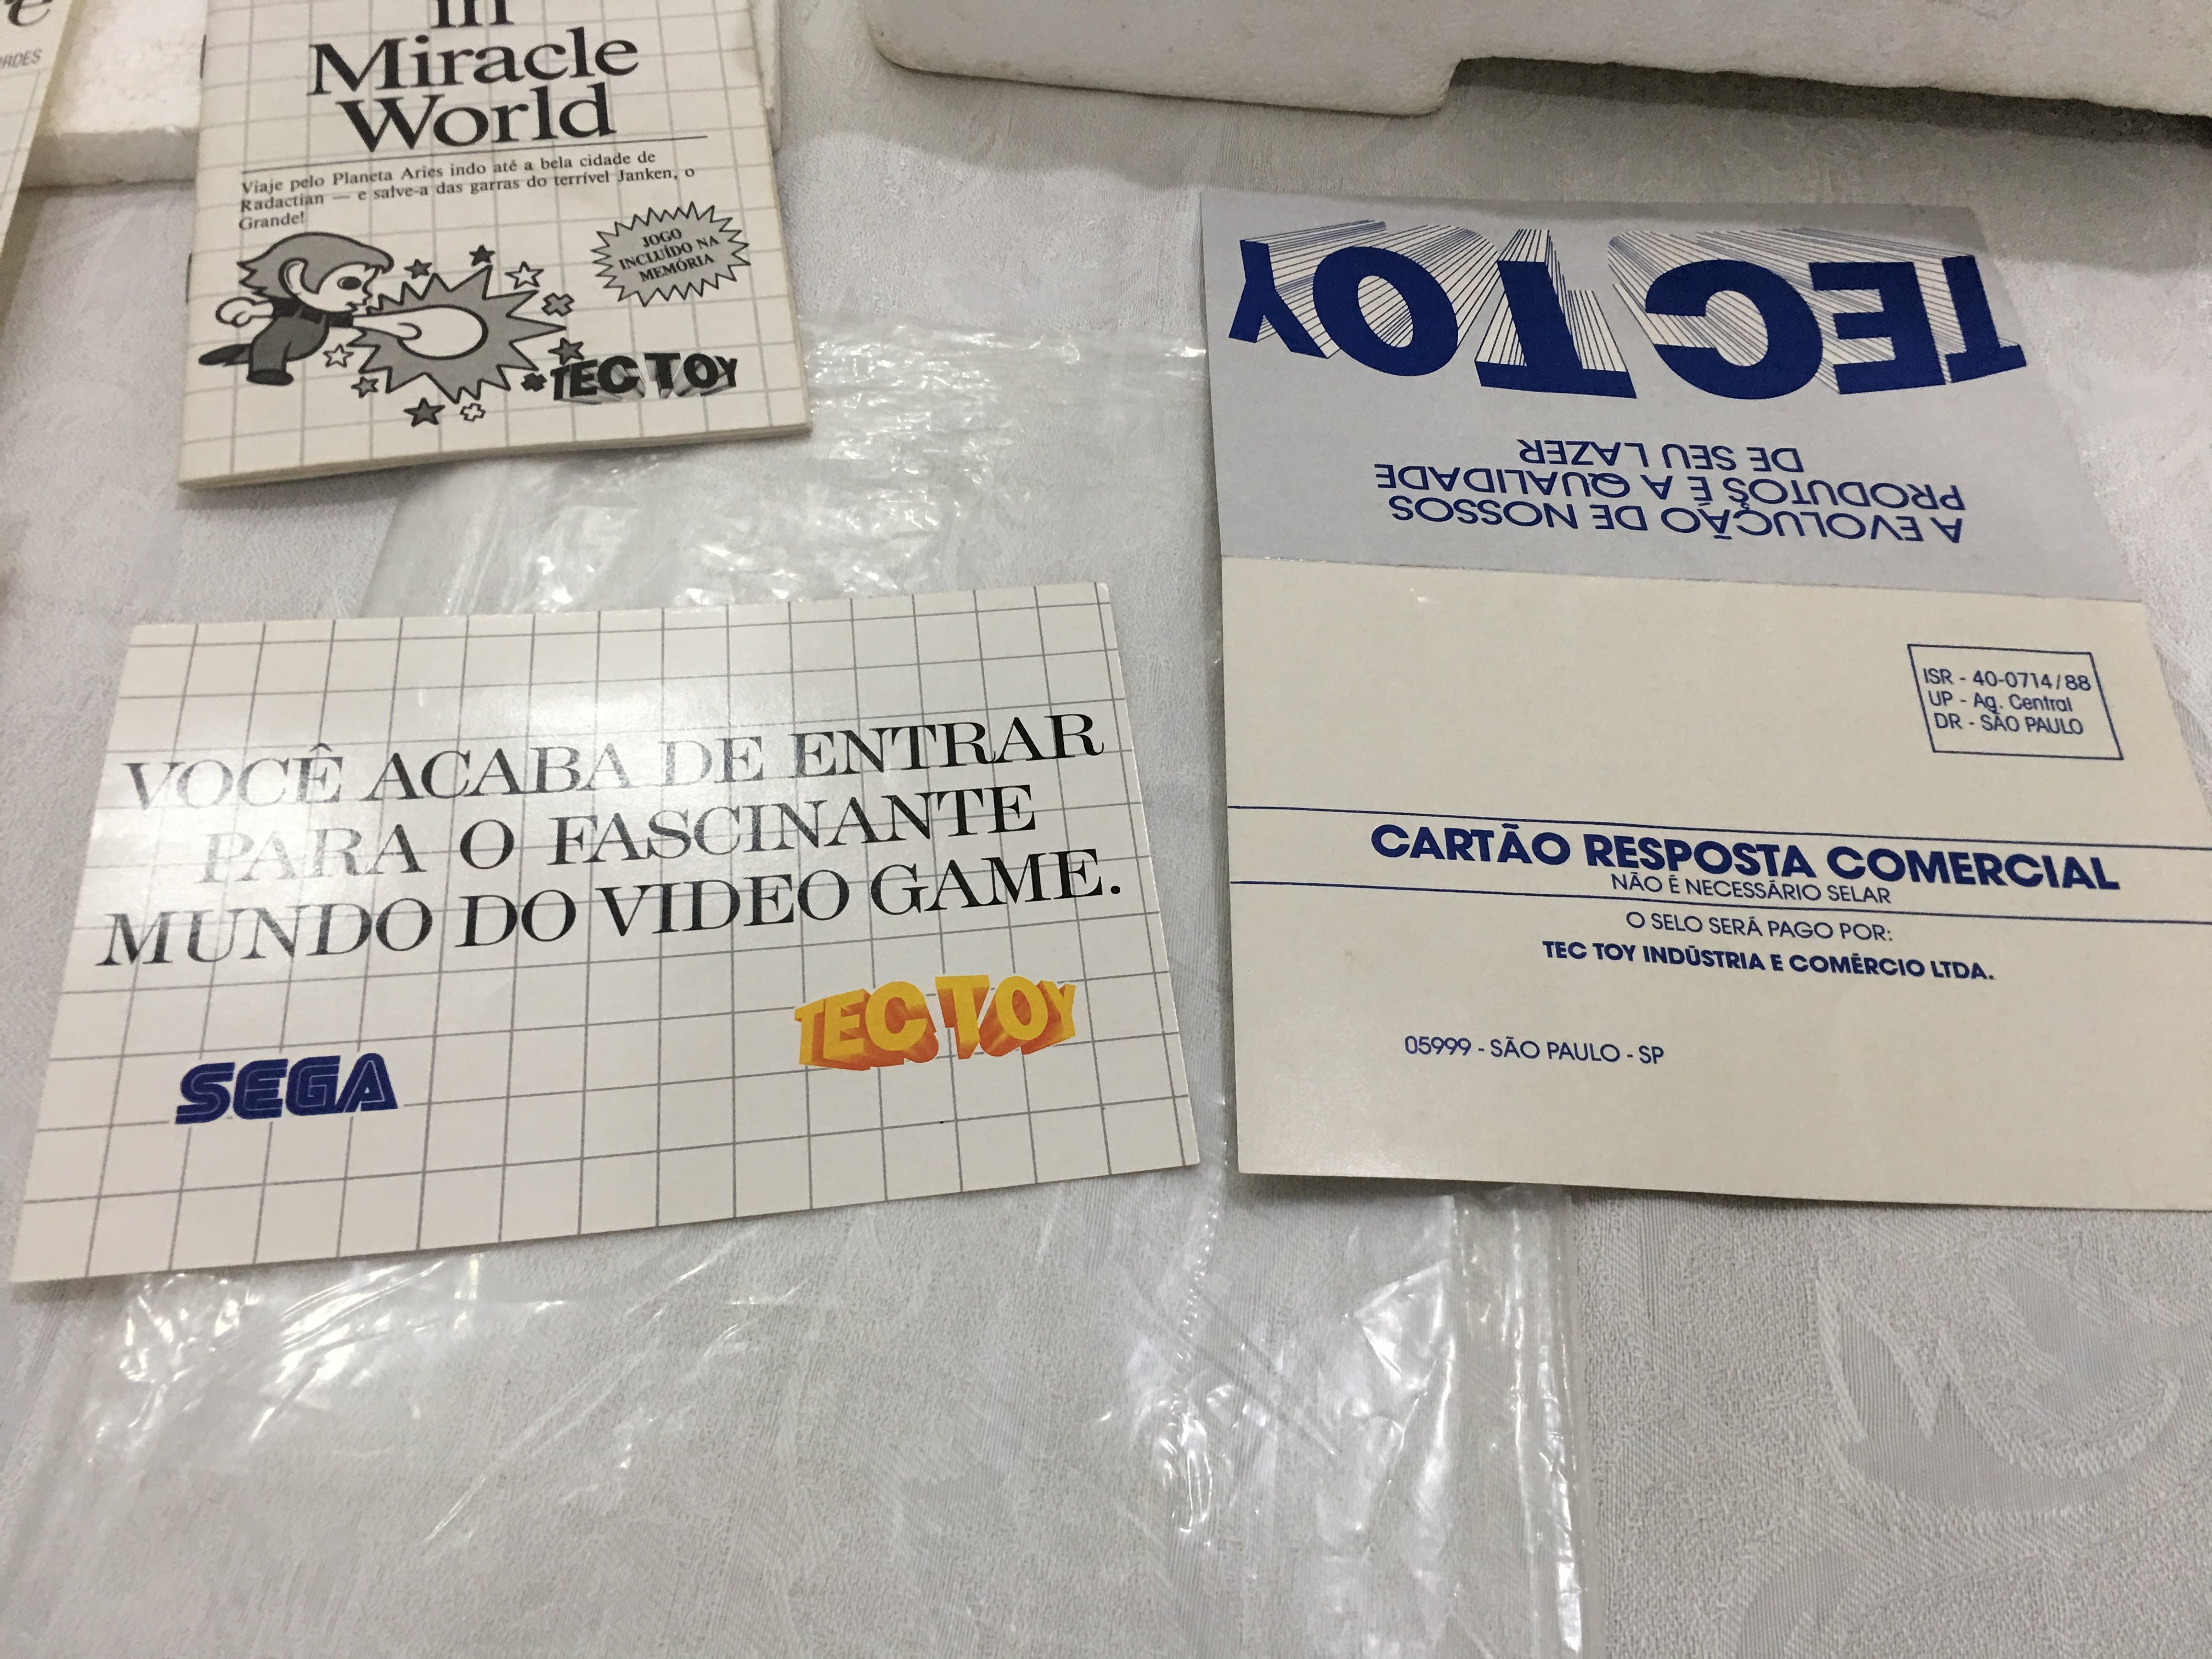 in
Miracle
World
Viaje pelo Planeta Aries indo até a bela cidade de
Radactian — e salve-a das garras do terrível Janken, o
Grande!
JOGO
INCLUÍDO NA
MEMÓRIA
TEC TOY
VOCÊ ACABA DE ENTRAR
PARA O FASCINANTE
MUNDO DO VIDEO GAME.
SEGA
TEC TOY
TEC TOY
A EVOLUÇÃO DE NOSSOS
PRODUTOS É A QUALIDADE
DE SEU LAZER
ISR - 40-0714/88
UP - Ag. Central
DR - SÃO PAULO
CARTÃO RESPOSTA COMERCIAL
NÃO É NECESSÁRIO SELAR
O SELO SERÁ PAGO POR:
TEC TOY INDÚSTRIA E COMÉRCIO LTDA.
05999 - SÃO PAULO - SP